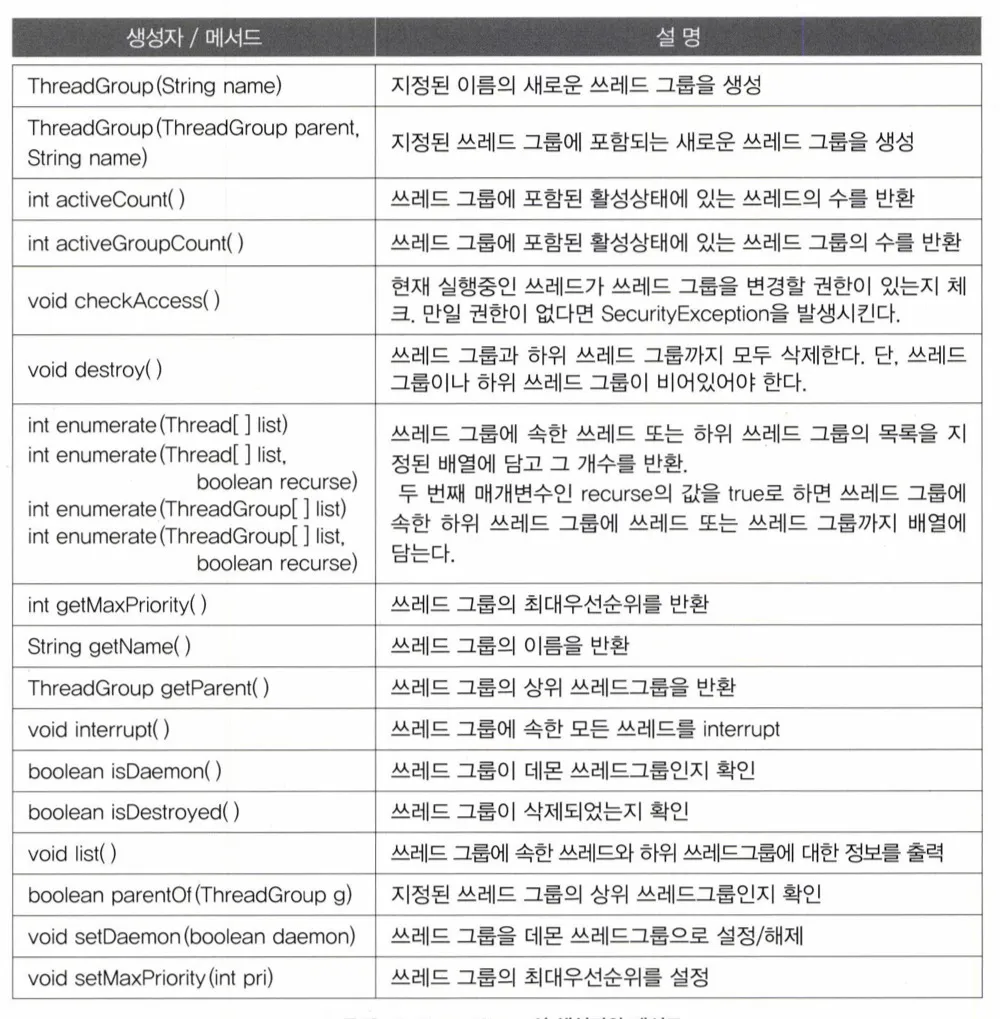 생성자 / 메서드
설 명
ThreadGroup(String name)
지정된 이름의 새로운 쓰레드 그룹을 생성
ThreadGroup(ThreadGroup parent,
String name)
지정된 쓰레드 그룹에 포함되는 새로운 쓰레드 그룹을 생성
int activeCount( )
쓰레드 그룹에 포함된 활성상태에 있는 쓰레드의 수를 반환
int activeGroupCount( )
쓰레드 그룹에 포함된 활성상태에 있는 쓰레드 그룹의 수를 반환
void checkAccess( )
현재 실행중인 쓰레드가 쓰레드 그룹을 변경할 권한이 있는지 체
크. 만일 권한이 없다면 SecurityException을 발생시킨다.
void destroy( )
쓰레드 그룹과 하위 쓰레드 그룹까지 모두 삭제한다. 단, 쓰레드
그룹이나 하위 쓰레드 그룹이 비어있어야 한다.
int enumerate(Thread[ ] list)
int enumerate(Thread[ ] list,
boolean recurse)
int enumerate(ThreadGroup[ ] list)
int enumerate(ThreadGroup[ ] list,
boolean recurse)
쓰레드 그룹에 속한 쓰레드 또는 하위 쓰레드 그룹의 목록을 지
정된 배열에 담고 그 개수를 반환.
두 번째 매개변수인 recurse의 값을 true로 하면 쓰레드 그룹에
속한 하위 쓰레드 그룹에 쓰레드 또는 쓰레드 그룹까지 배열에
담는다.
int getMaxPriority( )
쓰레드 그룹의 최대우선순위를 반환
String getName( )
쓰레드 그룹의 이름을 반환
ThreadGroup getParent( )
쓰레드 그룹의 상위 쓰레드그룹을 반환
void interrupt( )
쓰레드 그룹에 속한 모든 쓰레드를 interrupt
boolean isDaemon( )
쓰레드 그룹이 데몬 쓰레드그룹인지 확인
boolean isDestroyed( )
쓰레드 그룹이 삭제되었는지 확인
void list( )
쓰레드 그룹에 속한 쓰레드와 하위 쓰레드그룹에 대한 정보를 출력
boolean parentOf(ThreadGroup g)
지정된 쓰레드 그룹의 상위 쓰레드그룹인지 확인
void setDaemon(boolean daemon)
쓰레드 그룹을 데몬 쓰레드그룹으로 설정/해제
void setMaxPriority(int pri)
쓰레드 그룹의 최대우선순위를 설정